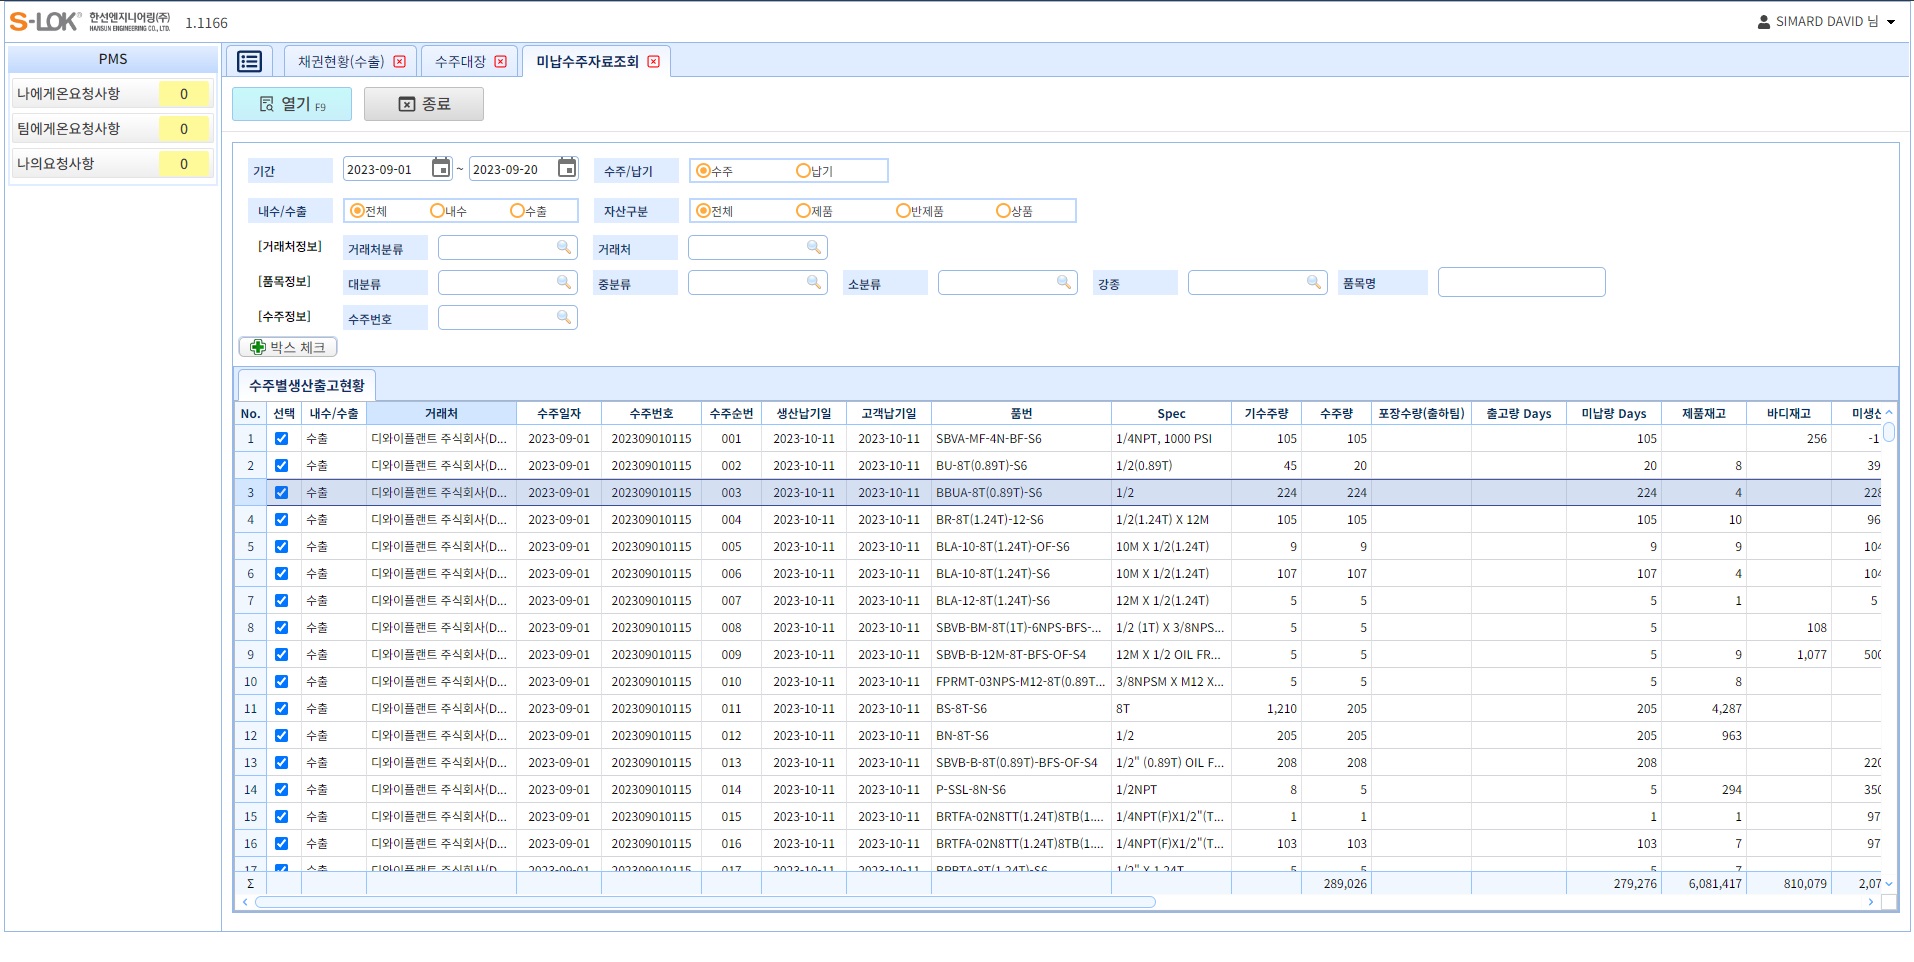 S-LOK® 한선엔지니어링(주) HANSUN ENGINEERING CO., LTD. 1.1166 SIMARD DAVID 님
PMS
나에게온요청사항 0
팀에게온요청사항 0
나의요청사항 0
채권현황(수출) 수주대장 미납수주자료조회
열기 F9 종료
기간 2023-09-01 ~ 2023-09-20 수주/납기 수주 납기
내수/수출 전체 내수 수출 자산구분 전체 제품 반제품 상품
[거래처정보] 거래처분류 거래처
[품목정보] 대분류 중분류 소분류 강종 품목명
[수주정보] 수주번호
박스 체크
수주별생산출고현황
No. 선택 내수/수출 거래처 수주일자 수주번호 수주순번 생산납기일 고객납기일 품번 Spec 기수주량 수주량 포장수량(출하팀) 출고량 Days 미납량 Days 제품재고 바디재고 미생산
1 수출 디와이플랜트 주식회사(D... 2023-09-01 202309010115 001 2023-10-11 2023-10-11 SBVA-MF-4N-BF-S6 1/4NPT, 1000 PSI 105 105 105 256 -1
2 수출 디와이플랜트 주식회사(D... 2023-09-01 202309010115 002 2023-10-11 2023-10-11 BU-8T(0.89T)-S6 1/2(0.89T) 45 20 20 8 39
3 수출 디와이플랜트 주식회사(D... 2023-09-01 202309010115 003 2023-10-11 2023-10-11 BBUA-8T(0.89T)-S6 1/2 224 224 224 4 228
4 수출 디와이플랜트 주식회사(D... 2023-09-01 202309010115 004 2023-10-11 2023-10-11 BR-8T(1.24T)-12-S6 1/2(1.24T) X 12M 105 105 105 10 96
5 수출 디와이플랜트 주식회사(D... 2023-09-01 202309010115 005 2023-10-11 2023-10-11 BLA-10-8T(1.24T)-OF-S6 10M X 1/2(1.24T) 9 9 9 9 104
6 수출 디와이플랜트 주식회사(D... 2023-09-01 202309010115 006 2023-10-11 2023-10-11 BLA-10-8T(1.24T)-S6 10M X 1/2(1.24T) 107 107 107 4 104
7 수출 디와이플랜트 주식회사(D... 2023-09-01 202309010115 007 2023-10-11 2023-10-11 BLA-12-8T(1.24T)-S6 12M X 1/2(1.24T) 5 5 5 1 5
8 수출 디와이플랜트 주식회사(D... 2023-09-01 202309010115 008 2023-10-11 2023-10-11 SBVB-BM-8T(1T)-6NPS-BFS-... 1/2 (1T) X 3/8NPS... 5 5 5 108
9 수출 디와이플랜트 주식회사(D... 2023-09-01 202309010115 009 2023-10-11 2023-10-11 SBVB-B-12M-8T-BFS-OF-S4 12M X 1/2 OIL FR... 5 5 5 9 1,077 500
10 수출 디와이플랜트 주식회사(D... 2023-09-01 202309010115 010 2023-10-11 2023-10-11 FPRMT-03NPS-M12-8T(0.89T... 3/8NPSM X M12 X... 5 5 5 8
11 수출 디와이플랜트 주식회사(D... 2023-09-01 202309010115 011 2023-10-11 2023-10-11 BS-8T-S6 8T 1,210 205 205 4,287
12 수출 디와이플랜트 주식회사(D... 2023-09-01 202309010115 012 2023-10-11 2023-10-11 BN-8T-S6 1/2 205 205 205 963
13 수출 디와이플랜트 주식회사(D... 2023-09-01 202309010115 013 2023-10-11 2023-10-11 SBVB-B-8T(0.89T)-BFS-OF-S4 1/2" (0.89T) OIL F... 208 208 208 220
14 수출 디와이플랜트 주식회사(D... 2023-09-01 202309010115 014 2023-10-11 2023-10-11 P-SSL-8N-S6 1/2NPT 8 5 5 294 350
15 수출 디와이플랜트 주식회사(D... 2023-09-01 202309010115 015 2023-10-11 2023-10-11 BRTFA-02N8TT(1.24T)8TB(1.... 1/4NPT(F)X1/2"(T... 1 1 1 1 97
16 수출 디와이플랜트 주식회사(D... 2023-09-01 202309010115 016 2023-10-11 2023-10-11 BRTFA-02N8TT(1.24T)8TB(1.... 1/4NPT(F)X1/2"(T... 103 103 103 7 97
17 수출 디와이플랜트 주식회사(D... 2023-09-01 202309010115 017 2023-10-11 2023-10-11 1/2" X 1.24T 5 5 5 7
Σ 289,026 279,276 6,081,417 810,079 2,07